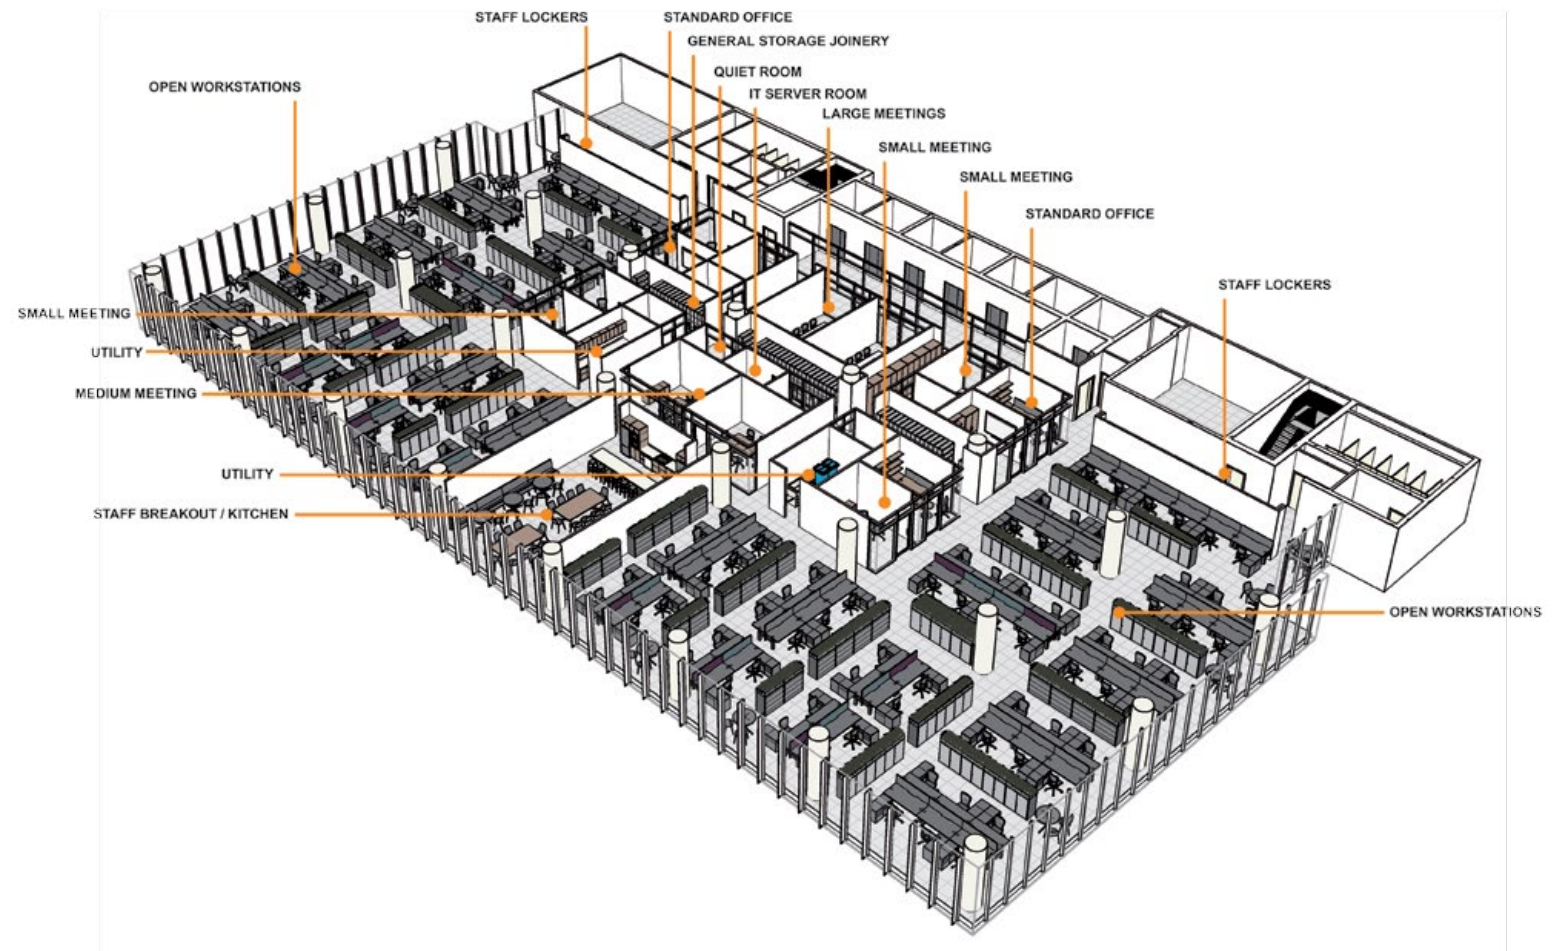 STAFF LOCKERS
STANDARD OFFICE
GENERAL STORAGE JOINERY
QUIET ROOM
OPEN WORKSTATIONS
IT SERVER ROOM
LARGE MEETINGS
SMALL MEETING
SMALL MEETING
STANDARD OFFICE
STAFF LOCKERS
SMALL MEETING
UTILITY
MEDIUM MEETING
UTILITY
STAFF BREAKOUT / KITCHEN
OPEN WORKSTATIONS